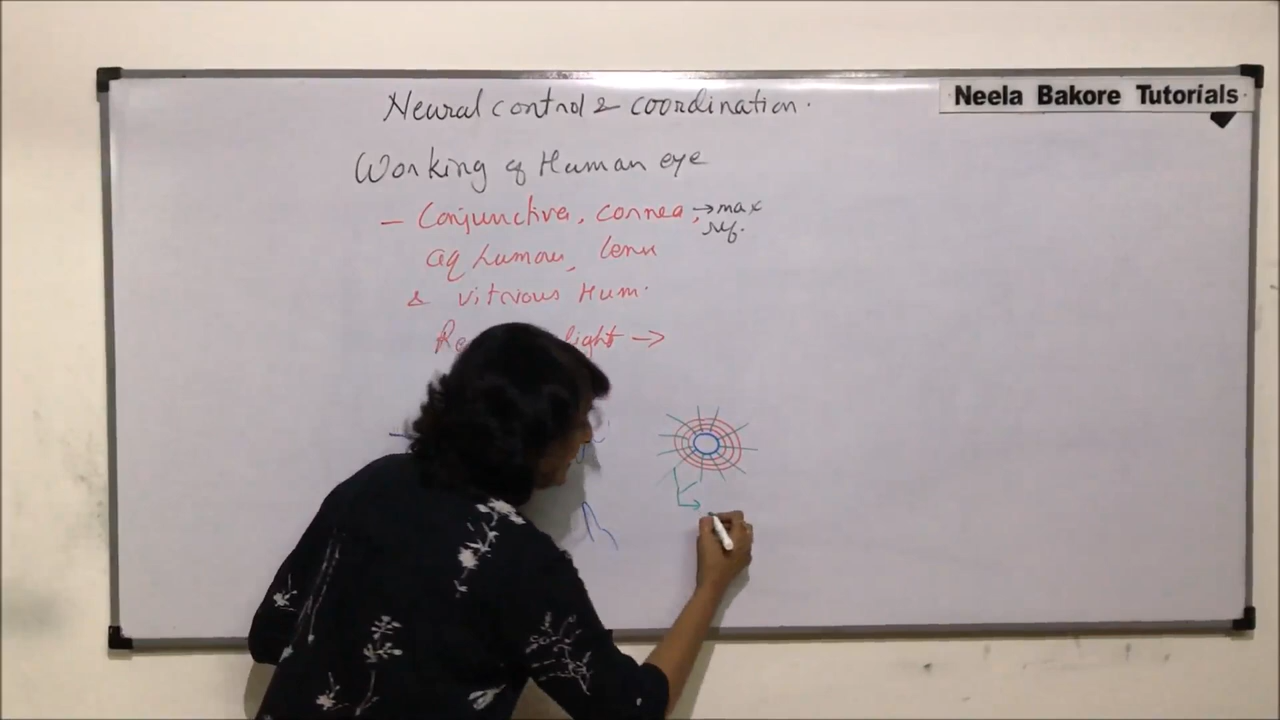 Neela Bakore Tutorials
Neural control & coordination.
Working of Human eye
- Conjunctiva, cornea, → max
ref.
aq humour, lens
& vitrious Hum.
light →